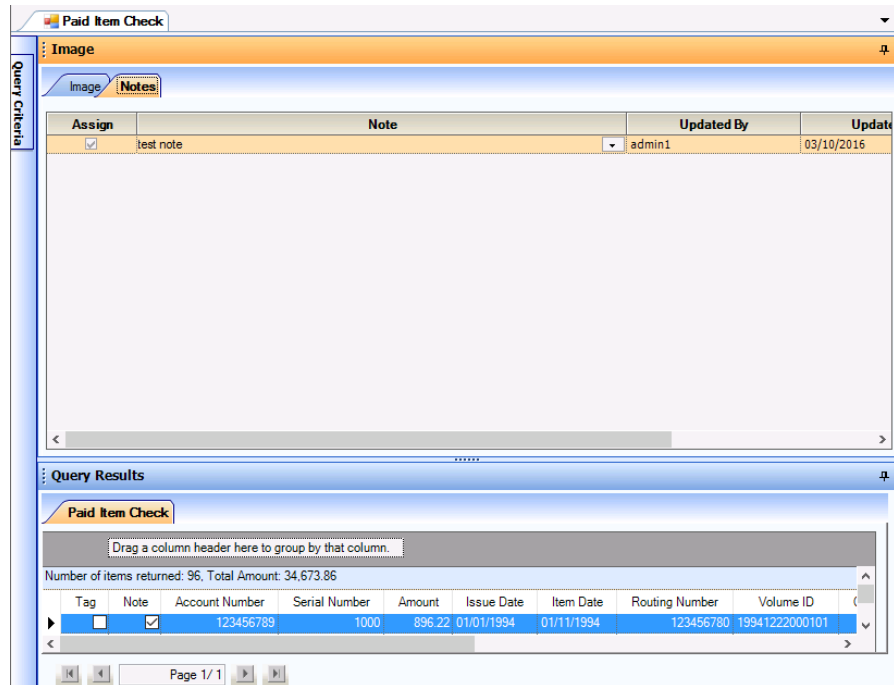 Paid Item Check
Query Criteria
Image
Image Notes
Assign Note Updated By Update
test note admin1 03/10/2016
Query Results
Paid Item Check
Drag a column header here to group by that column.
Number of items returned: 96, Total Amount: 34,673.86
Tag Note Account Number Serial Number Amount Issue Date Item Date Routing Number Volume ID
123456789 1000 896.22 01/01/1994 01/11/1994 123456780 19941222000101
Page 1/ 1